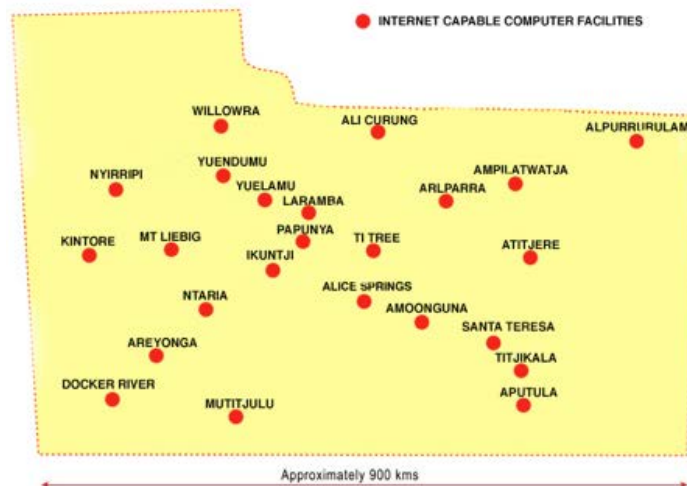 INTERNET CAPABLE COMPUTER FACILITIES
WILLOWRA
ALI CURUNG
ALPURRURULAM
YUENDUMU
NYIRRIPI
YUELAMU
AMPILATWATJA
ARLPARRA
LARAMBA
PAPUNYA
KINTORE
MT LIEBIG
IKUNTJI
TI TREE
ATITJERE
NTARIA
ALICE SPRINGS
AMOONGUNA
SANTA TERESA
AREYONGA
TITJIKALA
DOCKER RIVER
MUTITJULU
APUTULA
Approximately 900 kms